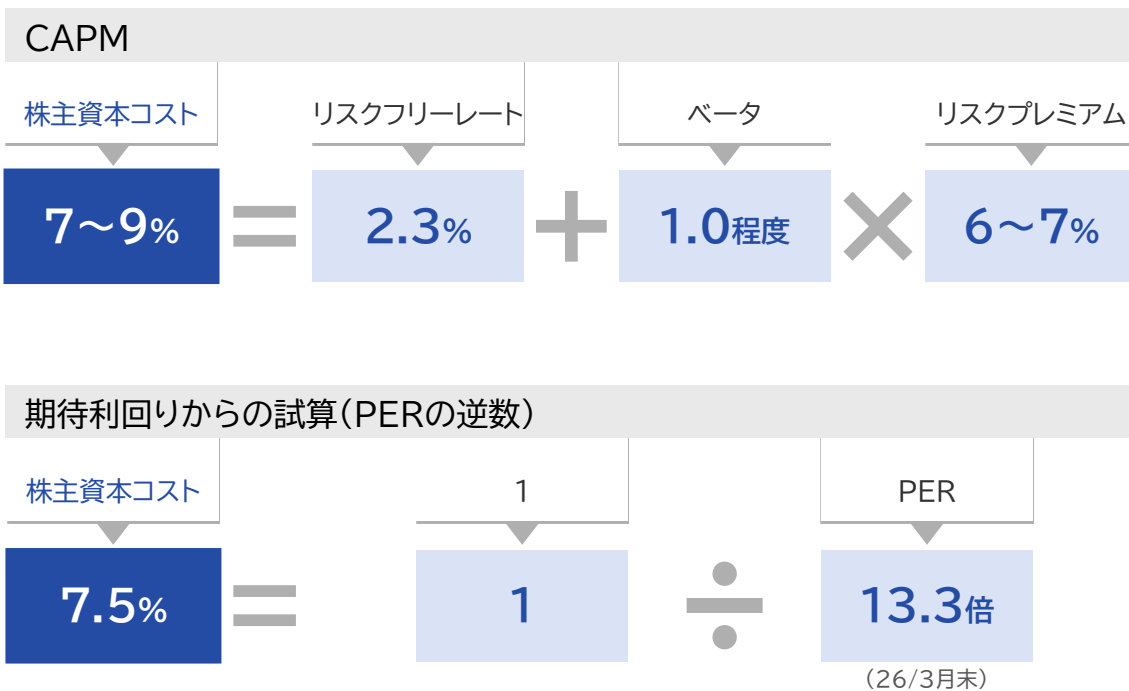 CAPM
株主資本コスト リスクフリーレート ベータ リスクプレミアム
7～9% = 2.3% + 1.0程度 × 6～7%
期待利回りからの試算（PERの逆数）
株主資本コスト 1 PER
7.5% = 1 ÷ 13.3倍
（26/3月末）